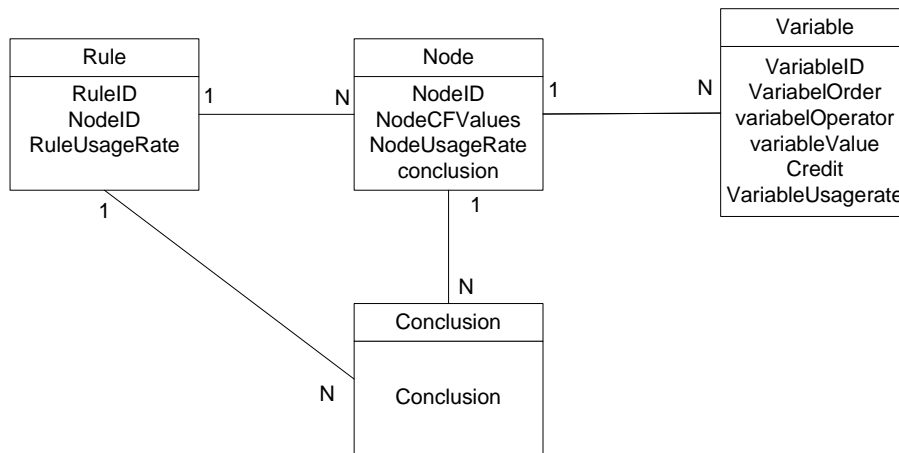 Rule
RuleID
NodeID
RuleUsageRate
1
N
Node
NodeID
NodeCFValues
NodeUsageRate
conclusion
1
N
Variable
VariableID
VariabelOrder
variabelOperator
variableValue
Credit
VariableUsagerate
1
1
N
N
Conclusion
Conclusion